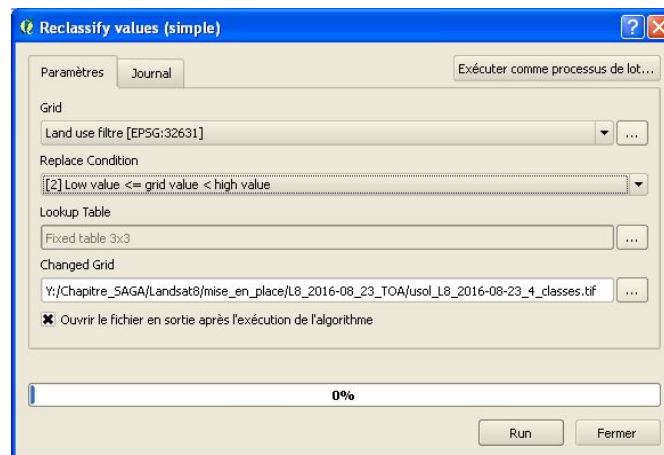 Reclassify values (simple)
Paramètres
Journal
Exécuter comme processus de lot...
Grid
Land use filtre [EPSG:32631]
...
Replace Condition
[2] Low value <= grid value < high value
Lookup Table
Fixed table 3x3
...
Changed Grid
Y:/Chapitre_SAGA/Landsat8/mise_en_place/L8_2016-08_23_TOA/usol_L8_2016-08-23_4_classes.tif
...
Ouvrir le fichier en sortie après l'exécution de l'algorithme
0%
Run
Fermer